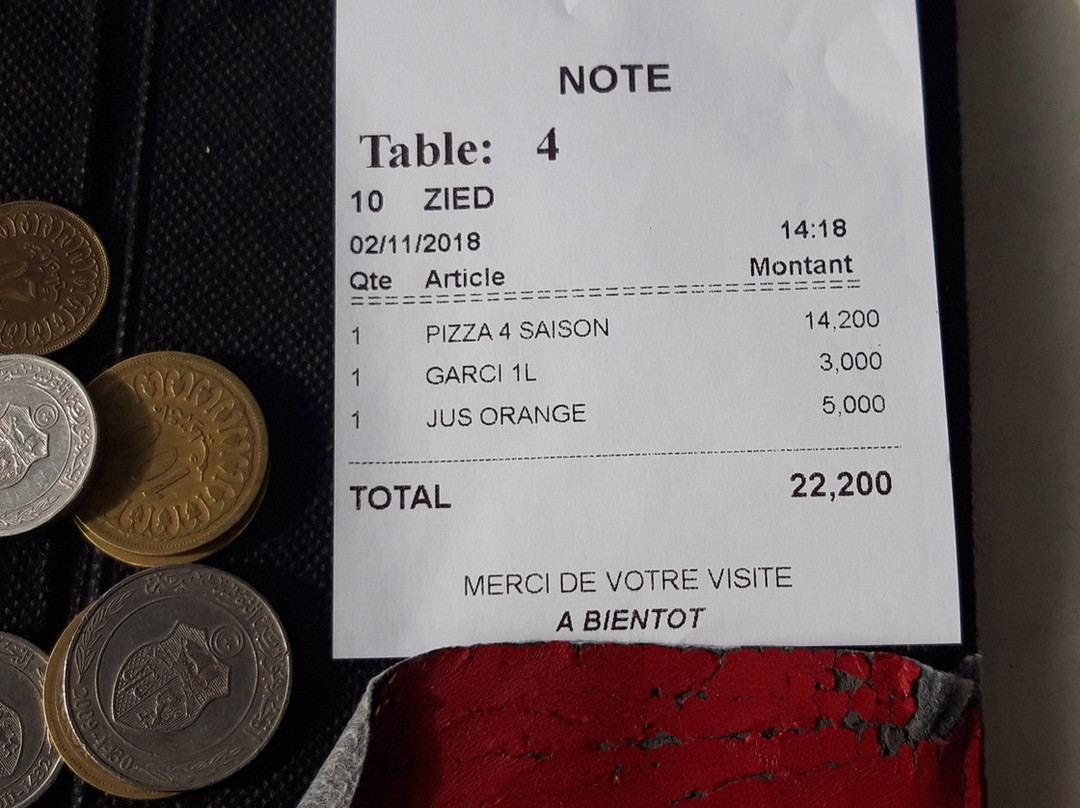 NOTE
Table: 4
10 ZIED
02/11/2018 14:18
Qte Article Montant
1 PIZZA 4 SAISON 14,200
1 GARCI 1L 3,000
1 JUS ORANGE 5,000
TOTAL 22,200
MERCI DE VOTRE VISITE
A BIENTOT